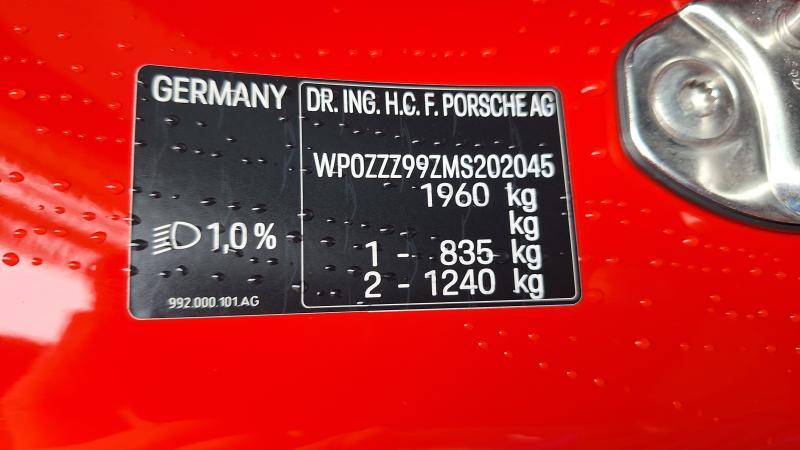 GERMANY
1,0 %
992.000.101.AG
DR. ING. H.C. F. PORSCHE AG
WP0ZZZ99ZMS202045
1960 kg
kg
1 - 835 kg
2 - 1240 kg